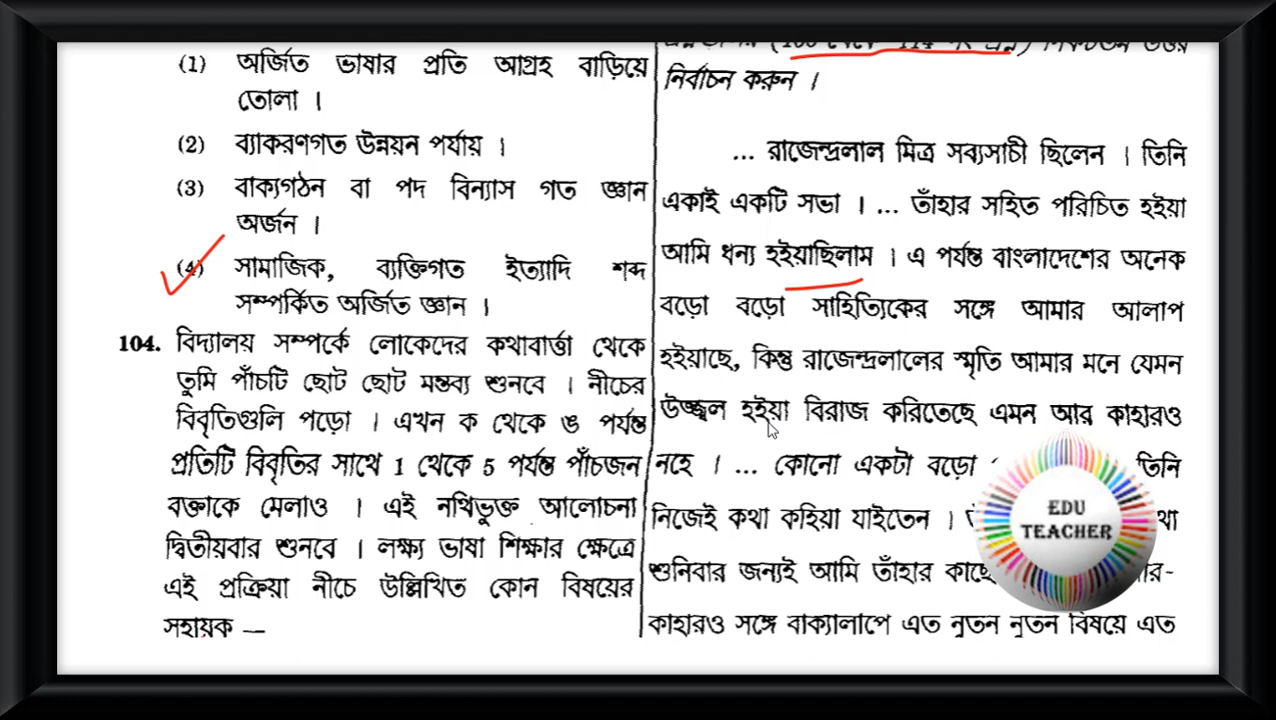 (1) অর্জিত ভাষার প্রতি আগ্রহ বাড়িয়ে
তোলা ।
(2) ব্যাকরণগত উন্নয়ন পর্যায় ।
(3) বাক্যগঠন বা পদ বিন্যাস গত জ্ঞান
অর্জন ।
(4) সামাজিক, ব্যক্তিগত ইত্যাদি শব্দ
সম্পর্কিত অর্জিত জ্ঞান ।
104. বিদ্যালয় সম্পর্কে লোকেদের কথাবার্ত্তা থেকে
তুমি পাঁচটি ছোট ছোট মন্তব্য শুনবে । নীচের
বিবৃতিগুলি পড়ো । এখন ক থেকে ঙ পর্যন্ত
প্রতিটি বিবৃতির সাথে 1 থেকে 5 পর্যন্ত পাঁচজন
বক্তাকে মেলাও । এই নথিভুক্ত আলোচনা
দ্বিতীয়বার শুনবে । লক্ষ্য ভাষা শিক্ষার ক্ষেত্রে
এই প্রক্রিয়া নীচে উল্লিখিত কোন বিষয়ের
সহায়ক —
নির্বাচন করুন ।
... রাজেন্দ্রলাল মিত্র সব্যসাচী ছিলেন । তিনি
একাই একটি সভা । ... তাঁহার সহিত পরিচিত হইয়া
আমি ধন্য হইয়াছিলাম । এ পর্যন্ত বাংলাদেশের অনেক
বড়ো বড়ো সাহিত্যিকের সঙ্গে আমার আলাপ
হইয়াছে, কিন্তু রাজেন্দ্রলালের স্মৃতি আমার মনে যেমন
উজ্জ্বল হইয়া বিরাজ করিতেছে এমন আর কাহারও
নহে । ... কোনো একটা বড়ো তিনি
নিজেই কথা কহিয়া যাইতেন ।
শুনিবার জন্যই আমি তাঁহার
কাহারও সঙ্গে বাক্যালাপে এত নূতন নূতন বিষয়ে এত
EDU
TEACHER